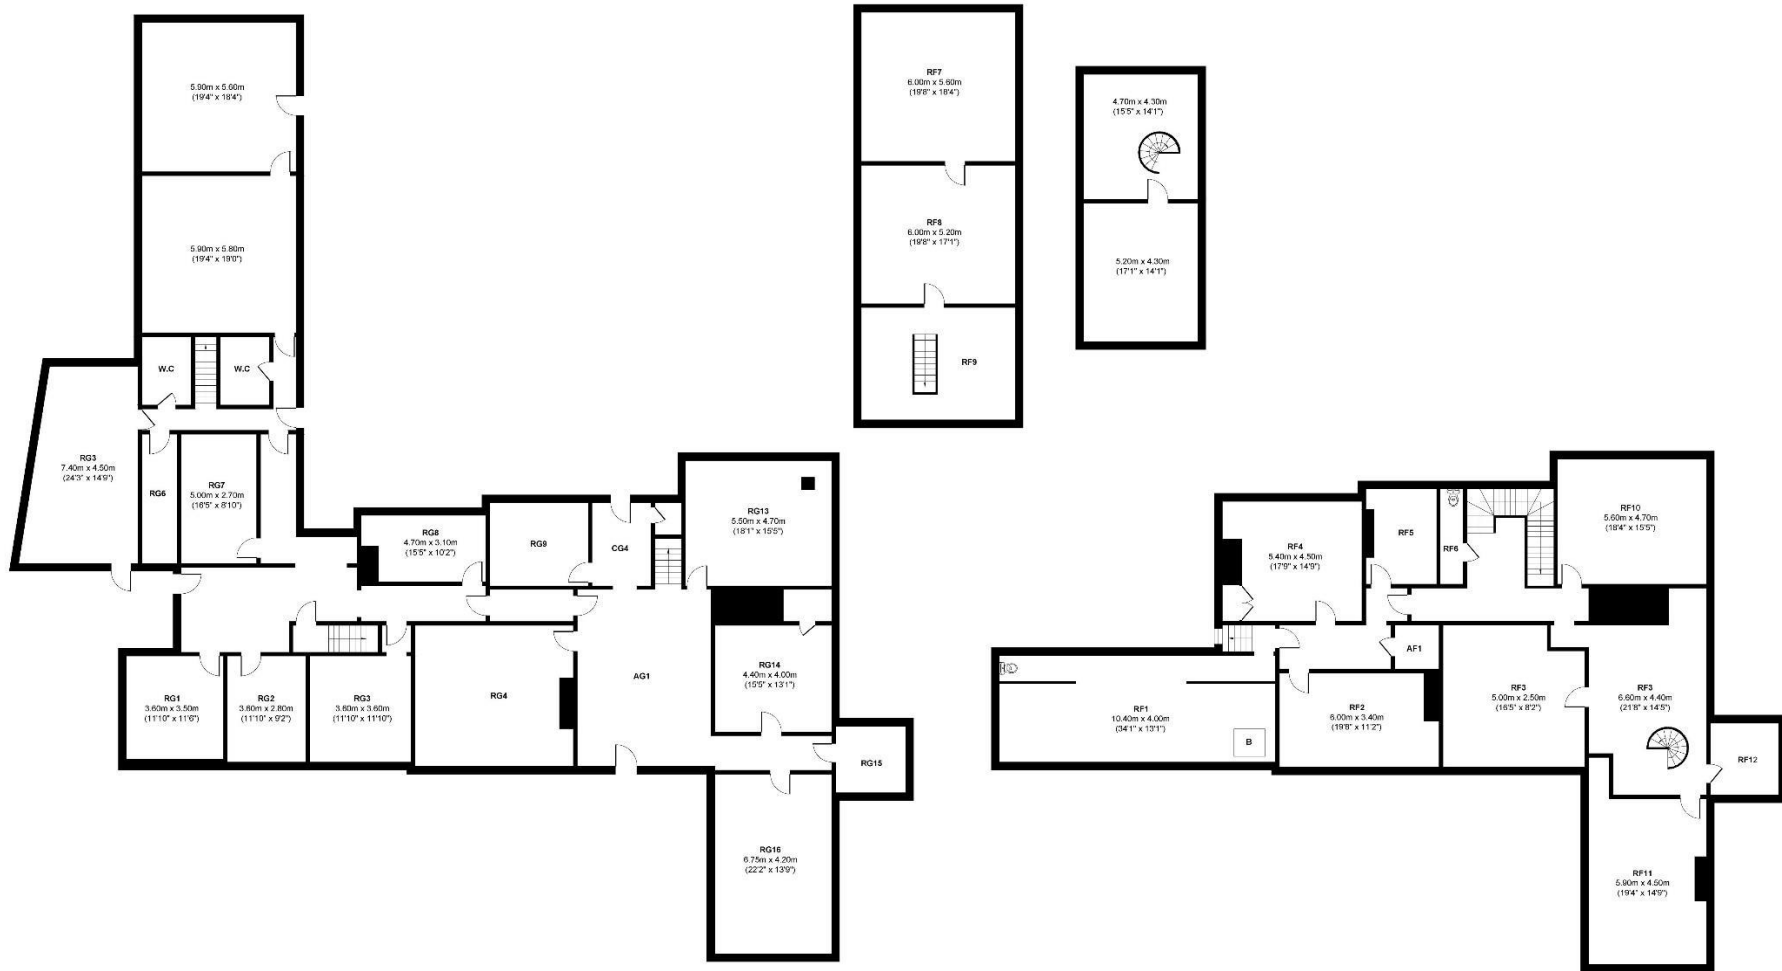 5.90m x 5.60m
(19'4" x 18'4")
5.90m x 5.80m
(19'4" x 19'0")
W.C
W.C
RG3
7.40m x 4.50m
(24'3" x 14'9")
RG6
RG7
5.00m x 2.70m
(16'5" x 8'10")
RG8
4.70m x 3.10m
(15'5" x 10'2")
RG9
CG4
RG13
5.50m x 4.70m
(18'1" x 15'5")
RG1
3.60m x 3.50m
(11'10" x 11'6")
RG2
3.60m x 2.80m
(11'10" x 9'2")
RG3
3.60m x 3.60m
(11'10" x 11'10")
RG4
AG1
RG14
4.40m x 4.00m
(15'5" x 13'1")
RG15
RG16
6.75m x 4.20m
(22'2" x 13'9")
RF7
6.00m x 5.60m
(19'8" x 18'4")
RF8
6.00m x 5.20m
(19'8" x 17'1")
RF9
4.70m x 4.30m
(15'5" x 14'1")
5.20m x 4.30m
(17'1" x 14'1")
RF4
5.40m x 4.50m
(17'9" x 14'9")
RF5
RF6
RF10
5.60m x 4.70m
(18'4" x 15'5")
AF1
RF1
10.40m x 4.00m
(34'1" x 13'1")
B
RF2
6.00m x 3.40m
(19'8" x 11'2")
RF3
5.00m x 2.50m
(16'5" x 8'2")
RF3
6.60m x 4.40m
(21'8" x 14'5")
RF12
RF11
5.90m x 4.50m
(19'4" x 14'9")